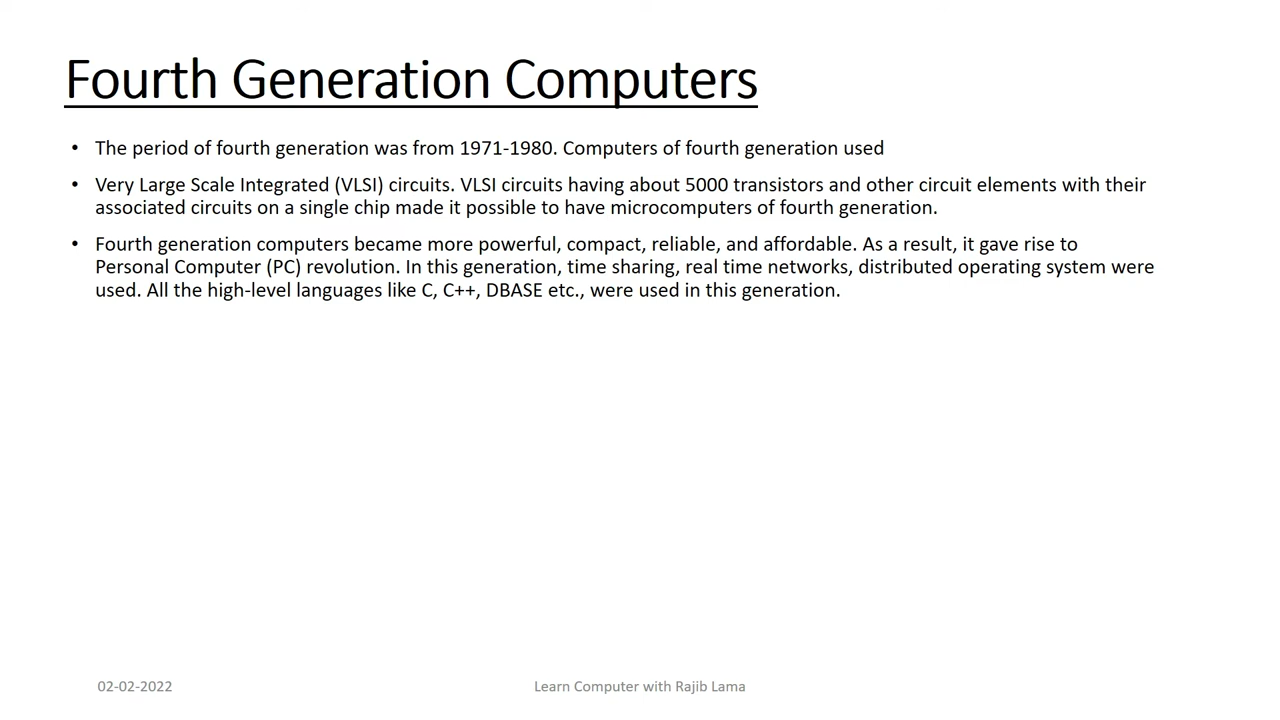 Fourth Generation Computers
• The period of fourth generation was from 1971-1980. Computers of fourth generation used
• Very Large Scale Integrated (VLSI) circuits. VLSI circuits having about 5000 transistors and other circuit elements with their
associated circuits on a single chip made it possible to have microcomputers of fourth generation.
• Fourth generation computers became more powerful, compact, reliable, and affordable. As a result, it gave rise to
Personal Computer (PC) revolution. In this generation, time sharing, real time networks, distributed operating system were
used. All the high-level languages like C, C++, DBASE etc., were used in this generation.
02-02-2022
Learn Computer with Rajib Lama